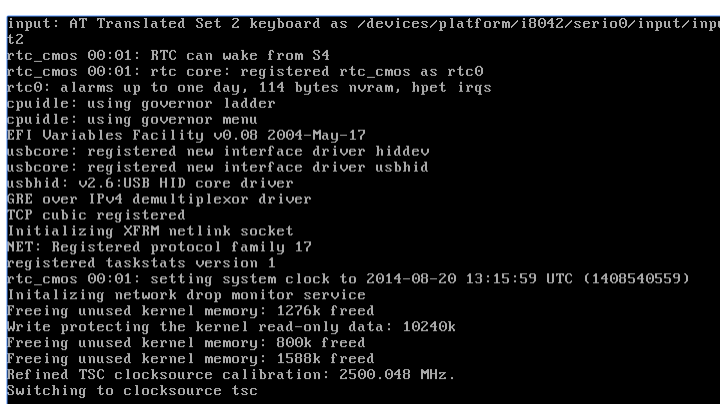 input: AT Translated Set 2 keyboard as /devices/platform/i8042/serio0/input/inpu
t2
rtc_cmos 00:01: RTC can wake from S4
rtc_cmos 00:01: rtc core: registered rtc_cmos as rtc0
rtc0: alarms up to one day, 114 bytes nvram, hpet irqs
cpuidle: using governor ladder
cpuidle: using governor menu
EFI Variables Facility v0.08 2004-May-17
usbcore: registered new interface driver hiddev
usbcore: registered new interface driver usbhid
usbhid: v2.6:USB HID core driver
GRE over IPv4 demultiplexor driver
TCP cubic registered
Initializing XFRM netlink socket
NET: Registered protocol family 17
registered taskstats version 1
rtc_cmos 00:01: setting system clock to 2014-08-20 13:15:59 UTC (1408540559)
Initalizing network drop monitor service
Freeing unused kernel memory: 1276k freed
Write protecting the kernel read-only data: 10240k
Freeing unused kernel memory: 800k freed
Freeing unused kernel memory: 1588k freed
Refined TSC clocksource calibration: 2500.048 MHz.
Switching to clocksource tsc